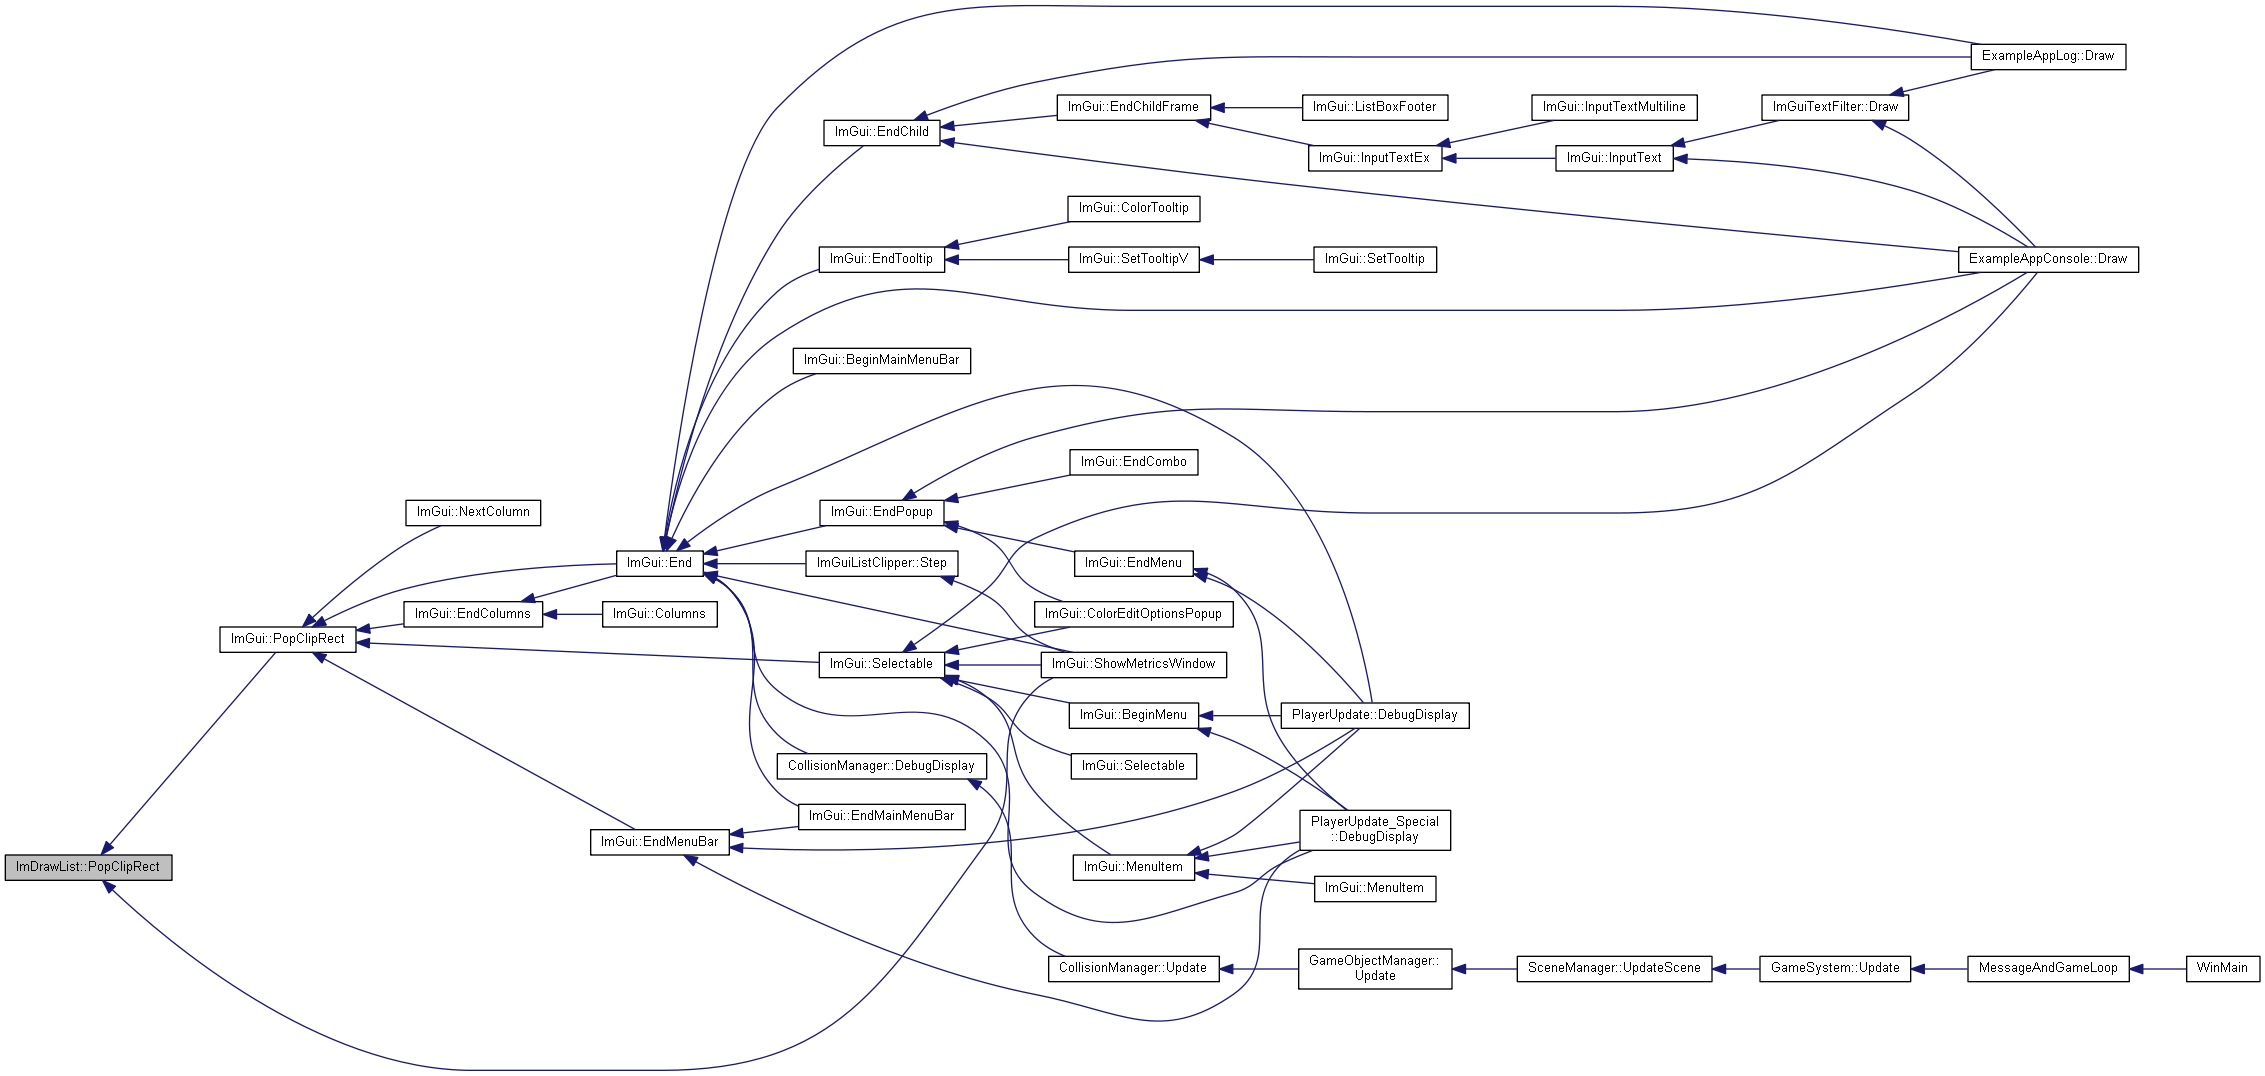 ExampleAppLog::Draw
ImGui::EndChildFrame
ImGui::ListBoxFooter
ImGui::InputTextMultiline
ImGuiTextFilter::Draw
ImGui::EndChild
ImGui::InputTextEx
ImGui::InputText
ImGui::ColorTooltip
ImGui::EndTooltip
ImGui::SetTooltipV
ImGui::SetTooltip
ExampleAppConsole::Draw
ImGui::BeginMainMenuBar
ImGui::EndCombo
ImGui::NextColumn
ImGui::EndPopup
ImGui::End
ImGuiListClipper::Step
ImGui::EndMenu
ImGui::EndColumns
ImGui::Columns
ImGui::ColorEditOptionsPopup
ImGui::PopClipRect
ImGui::Selectable
ImGui::ShowMetricsWindow
ImGui::BeginMenu
PlayerUpdate::DebugDisplay
CollisionManager::DebugDisplay
ImGui::Selectable
ImGui::EndMainMenuBar
PlayerUpdate_Special
::DebugDisplay
ImGui::EndMenuBar
ImDrawList::PopClipRect
ImGui::MenuItem
ImGui::MenuItem
CollisionManager::Update
GameObjectManager::
Update
SceneManager::UpdateScene
GameSystem::Update
MessageAndGameLoop
WinMain